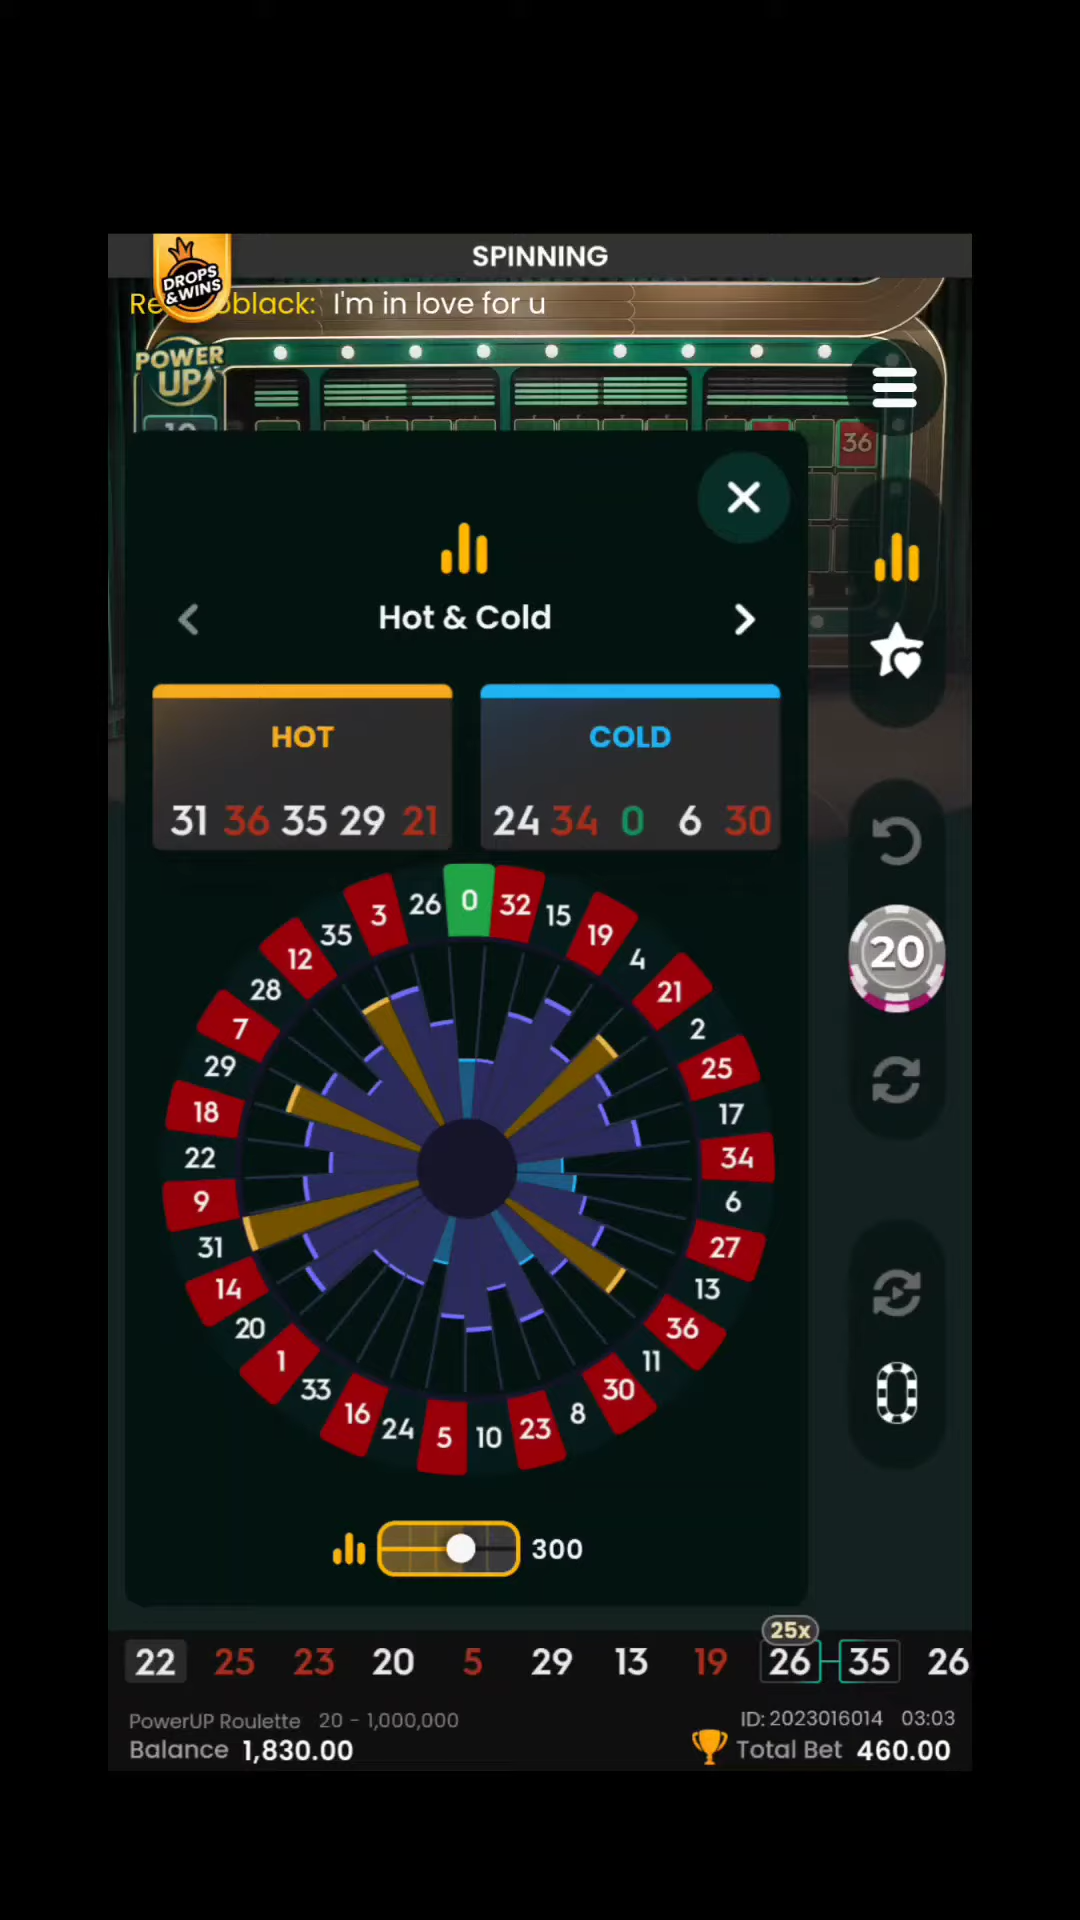 SPINNING
DROPS
&WINS
oblack: I'm in love for u
POWER
UP
36
Hot & Cold
HOT
COLD
31 36 35 29 21
24 34 0 6 30
0
32
15
19
4
21
2
25
17
34
6
27
13
36
11
30
8
23
10
5
24
16
33
1
20
14
31
9
22
18
29
7
28
12
35
3
26
20
300
25x
22 25 23 20 5 29 13 19 26 35 26
PowerUP Roulette 20 - 1,000,000
ID: 2023016014 03:03
Balance 1,830.00
Total Bet 460.00